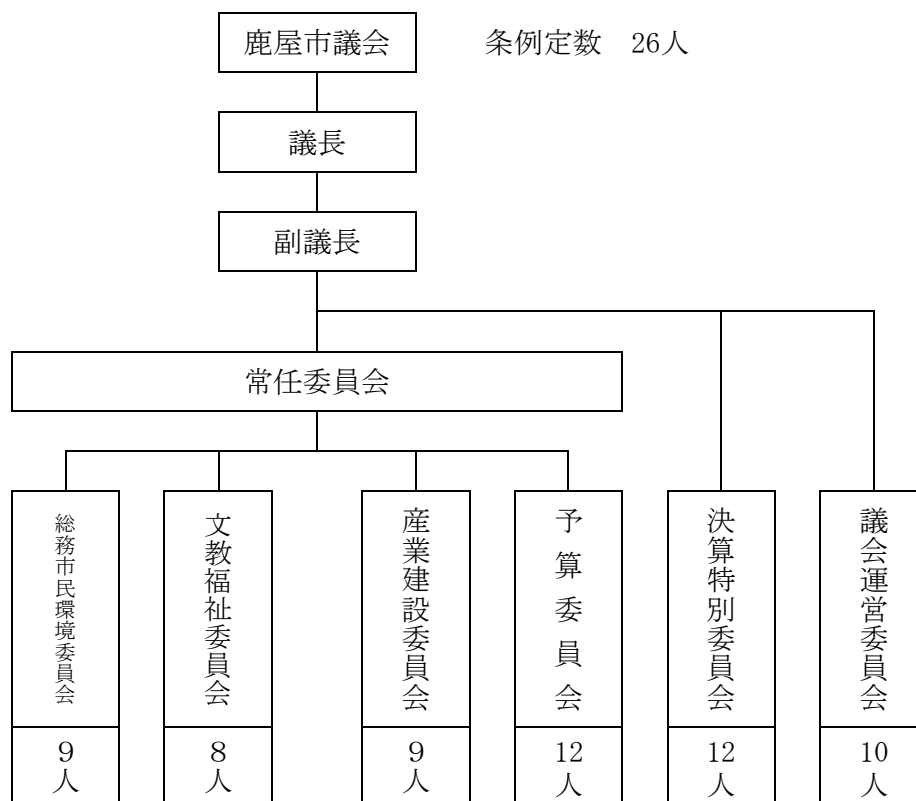 鹿屋市議会
条例定数　26人
議長
副議長
常任委員会
総務市民環境委員会
9人
文教福祉委員会
8人
産業建設委員会
9人
予算委員会
12人
決算特別委員会
12人
議会運営委員会
10人